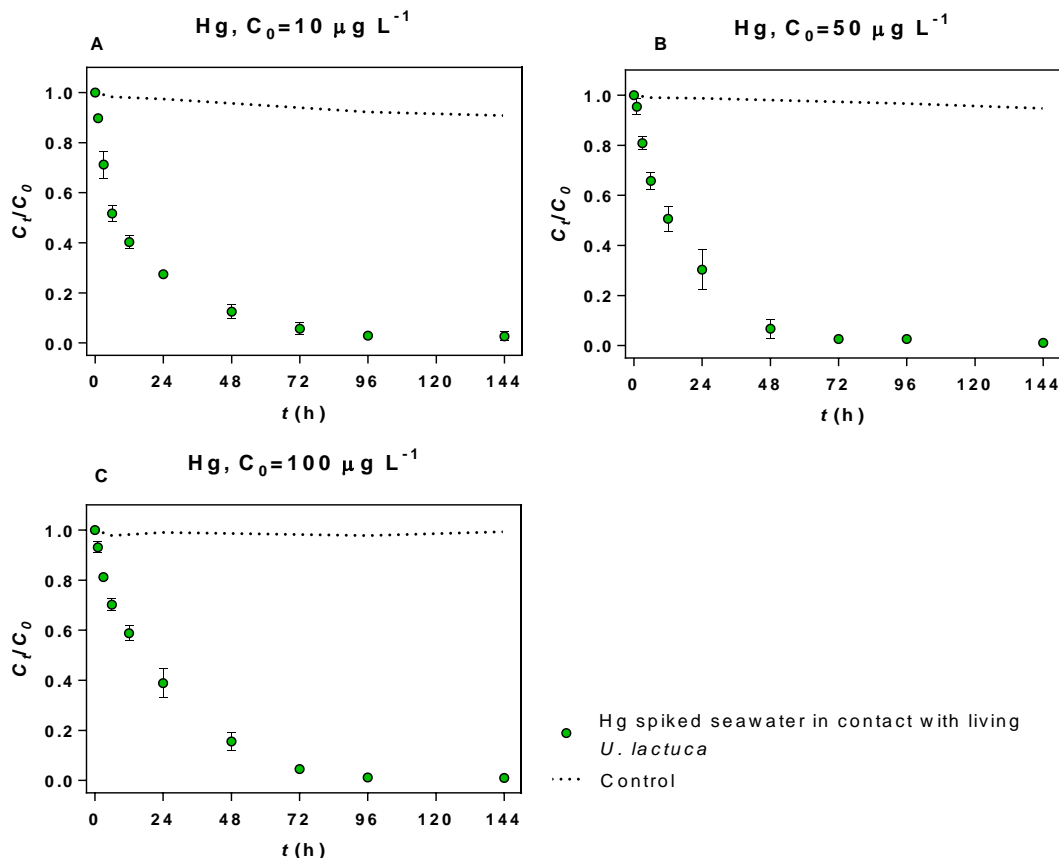 A
Hg, C₀=10 μg L⁻¹
1.0
0.8
0.6
0.4
0.2
0.0
Cₜ/C₀
0 24 48 72 96 120 144
t (h)
B
Hg, C₀=50 μg L⁻¹
1.0
0.8
0.6
0.4
0.2
0.0
Cₜ/C₀
0 24 48 72 96 120 144
t (h)
C
Hg, C₀=100 μg L⁻¹
1.0
0.8
0.6
0.4
0.2
0.0
Cₜ/C₀
0 24 48 72 96 120 144
t (h)
Hg spiked seawater in contact with living
U. lactuca
Control